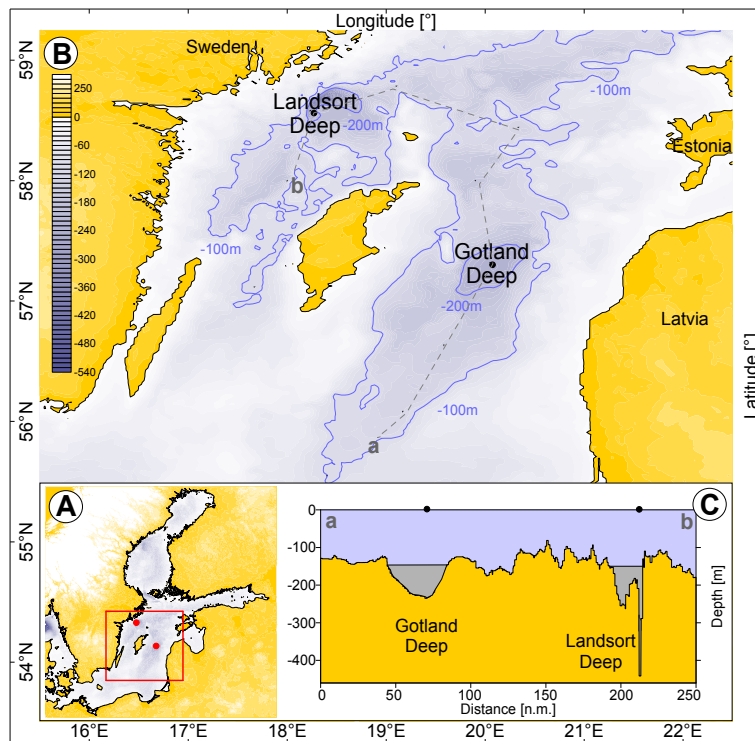 Longitude [°]
B
Sweden
59°N
250
0
-60
-120
-180
-240
-300
-360
-420
-480
-540
Landsort
Deep
-200m
Estonia
58°N
b
-100m
Gotland
Deep
-200m
57°N
Latvia
Latitude [°]
-100m
56°N
a
A
C
0
a
b
-100
-200
Depth [m]
-300
-400
Gotland
Deep
Landsort
Deep
55°N
54°N
0
50
100
150
200
250
Distance [n.m.]
16°E
17°E
18°E
19°E
20°E
21°E
22°E